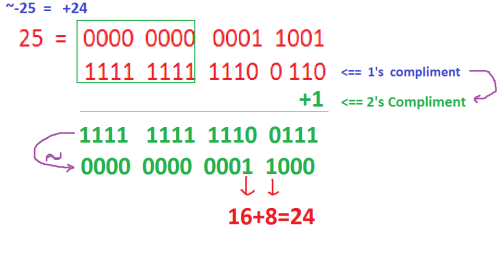 ~-25 = +24
25 = 0000 0000 0001 1001
1111 1111 1110 0 110 <== 1's compliment
+1 <== 2's Compliment
1111 1111 1110 0111
~ 0000 0000 0001 1000
16+8=24